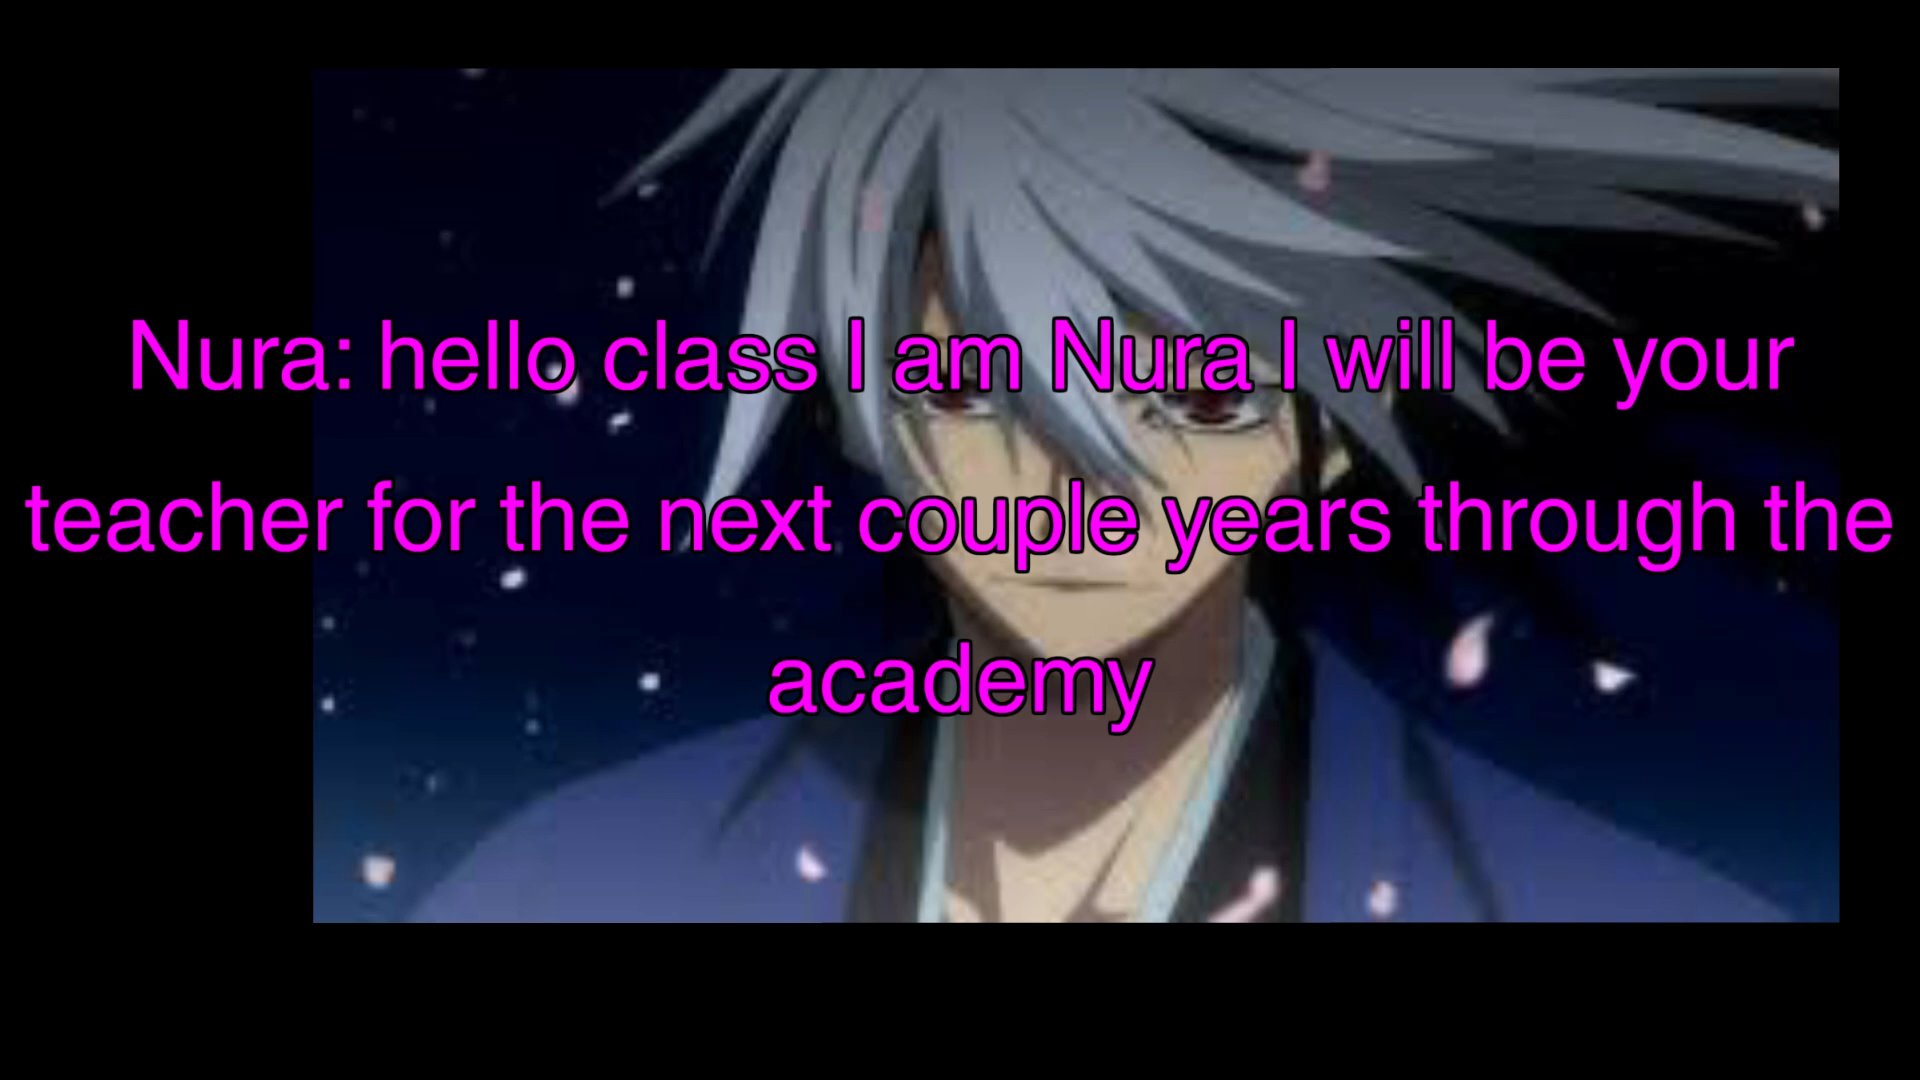 Nura: hello class I am Nura I will be your
teacher for the next couple years through the
academy